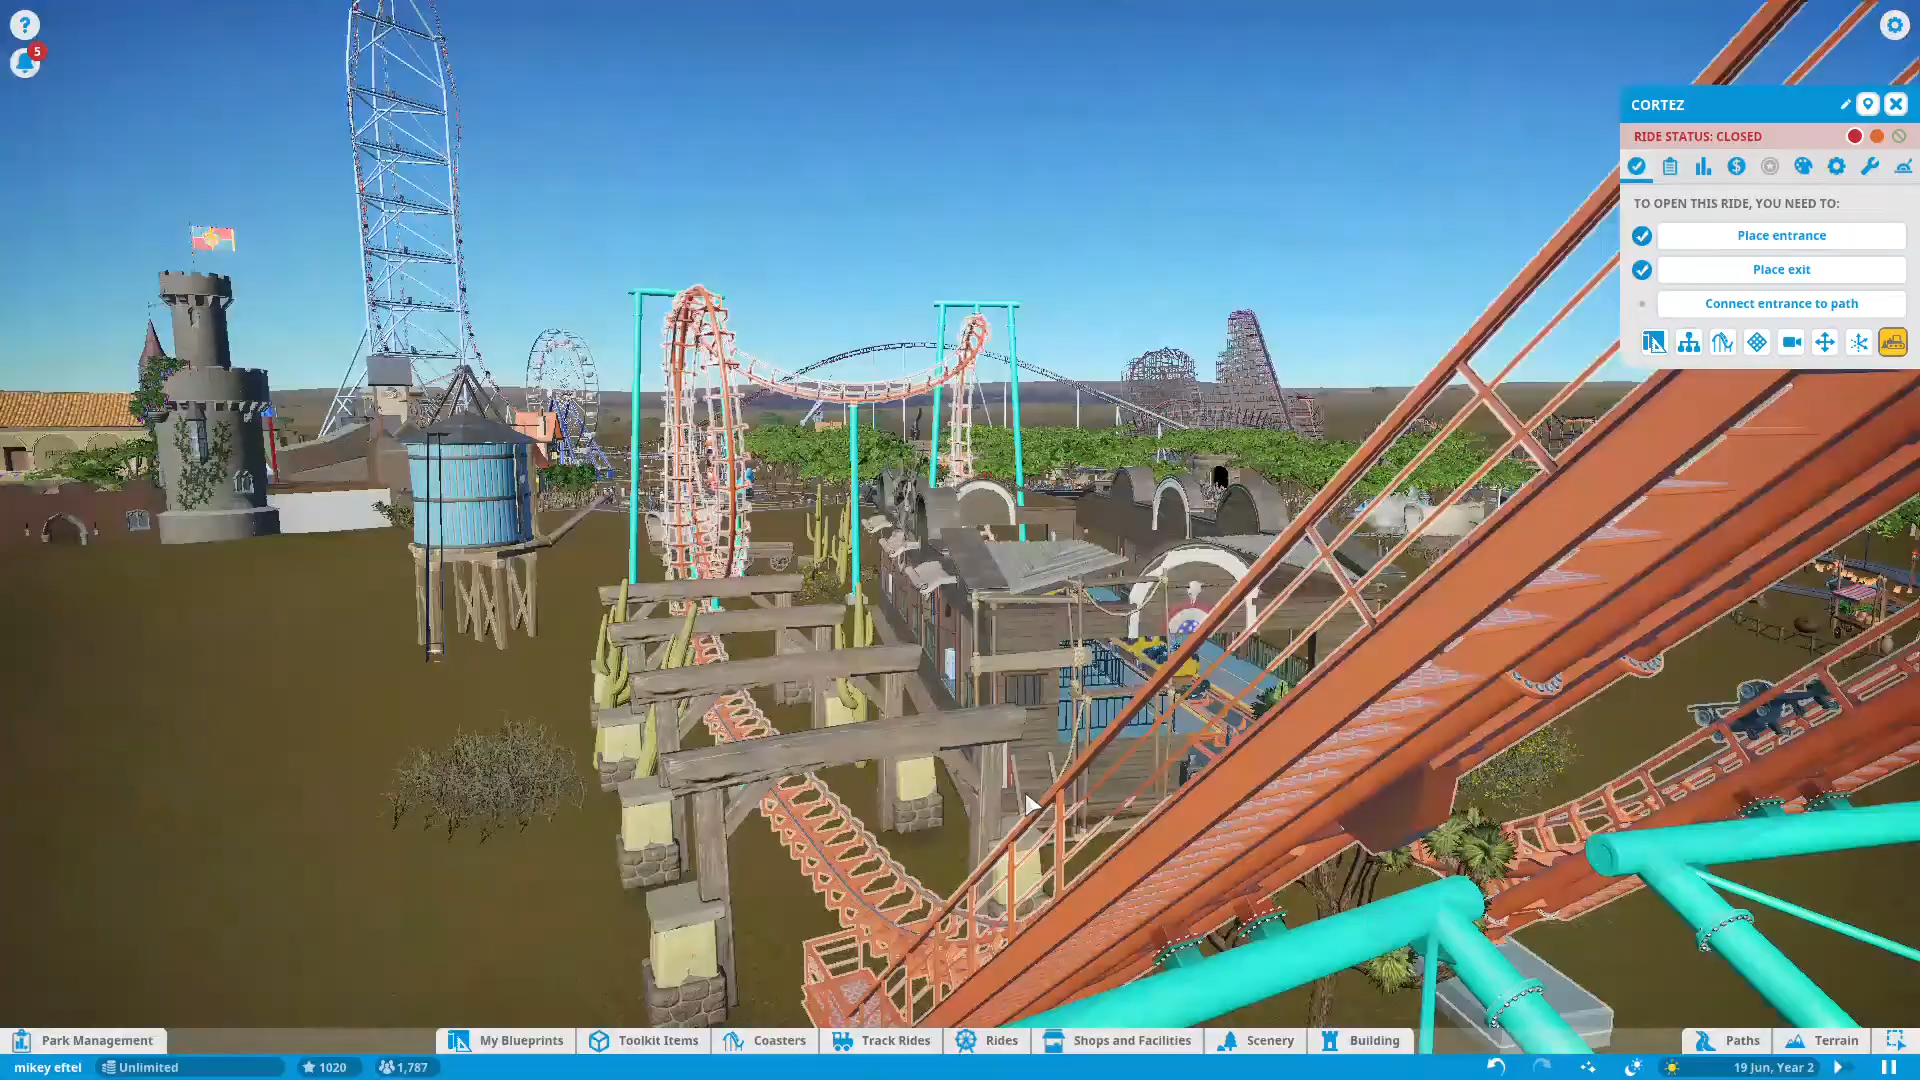 ?
5
CORTEZ
RIDE STATUS: CLOSED
TO OPEN THIS RIDE, YOU NEED TO:
Place entrance
Place exit
Connect entrance to path
Park Management
My Blueprints
Toolkit Items
Coasters
Track Rides
Rides
Shops and Facilities
Scenery
Building
Paths
Terrain
mikey eftel
Unlimited
1020
1,787
19 Jun, Year 2